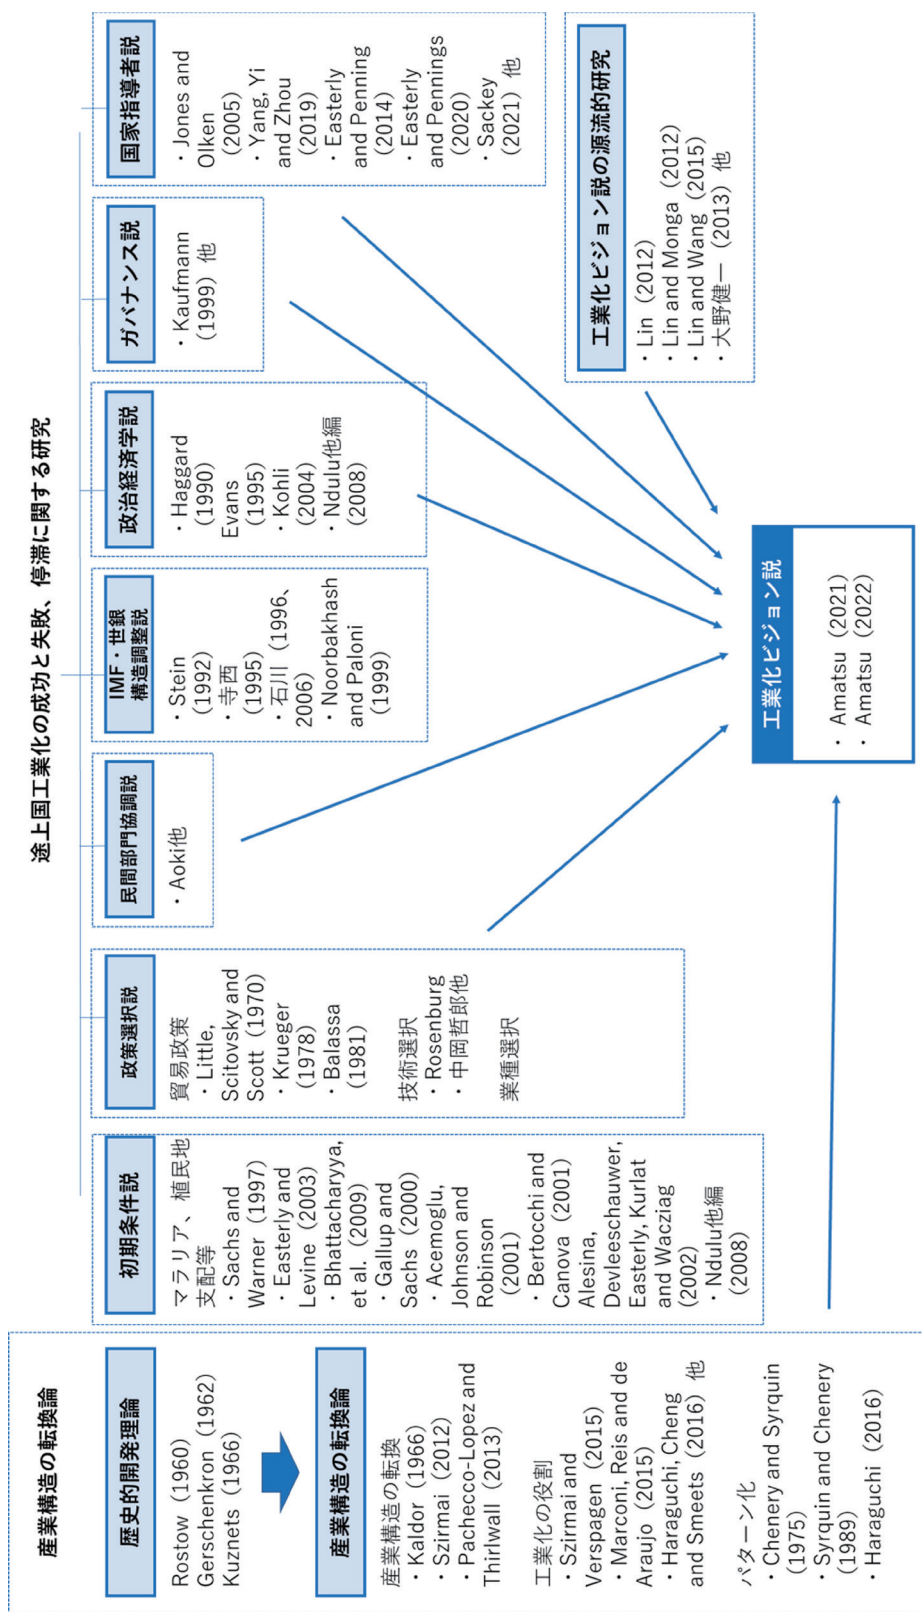 産業構造の転換論
歴史的開発理論
Rostow（1960）
Gerschenkron（1962）
Kuznets（1966）
産業構造の転換論
産業構造の転換
・Kaldor（1966）
・Szirmai（2012）
・Pachecco-Lopez and
Thirlwall（2013）
工業化の役割
・Szirmai and
Verspagen（2015）
・Marconi, Reis and de
Araujo（2015）
・Haraguchi, Cheng
and Smeets（2016）他
パターン化
・Chenery and Syrquin
（1975）
・Syrquin and Chenery
（1989）
・Haraguchi（2016）
途上国工業化の成功と失敗、停滞に関する研究
初期条件説
マラリア、植民地
支配等
・Sachs and
Warner（1997）
・Easterly and
Levine（2003）
・Bhattacharyya,
et al.（2009）
・Gallup and
Sachs（2000）
・Acemoglu,
Johnson and
Robinson
（2001）
・Bertocchi and
Canova（2001）
Alesina,
Devleeschauwer,
Easterly, Kurlat
and Wacziag
（2002）
・Ndulu他編
（2008）
政策選択説
貿易政策
・Little,
Scitovsky and
Scott（1970）
・Krueger
（1978）
・Balassa
（1981）
技術選択
・Rosenburg
・中岡哲郎他
業種選択
民間部門協調説
・Aoki他
IMF・世銀
構造調整説
・Stein
（1992）
・寺西
（1995）
・石川（1996、
2006）
・Noorbakhash
and Paloni
（1999）
政治経済学説
・Haggard
（1990）
Evans
（1995）
・Kohli
（2004）
・Ndulu他編
（2008）
ガバナンス説
・Kaufmann
（1999）他
国家指導者説
・Jones and
Olken
（2005）
・Yang, Yi
and Zhou
（2019）
・Easterly
and Penning
（2014）
・Easterly
and Pennings
（2020）
・Sackey
（2021）他
工業化ビジョン説の源流的研究
・Lin（2012）
・Lin and Monga（2012）
・Lin and Wang（2015）
・大野健一（2013）他
工業化ビジョン説
・Amatsu（2021）
・Amatsu（2022）